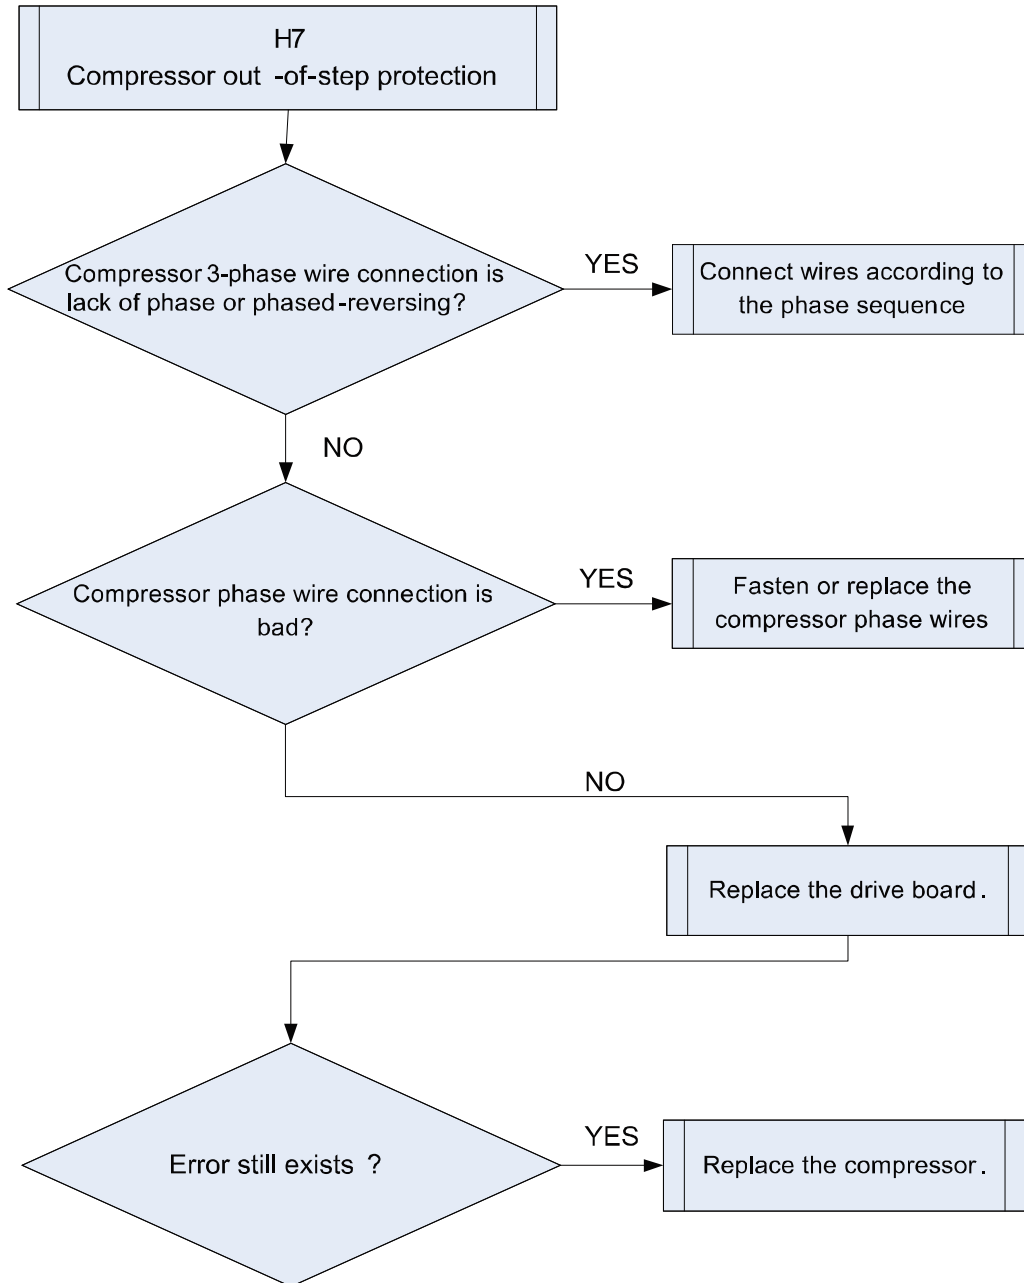 H7
Compressor out -of-step protection
Compressor 3-phase wire connection is
lack of phase or phased-reversing?
YES
Connect wires according to
the phase sequence
NO
Compressor phase wire connection is
bad?
YES
Fasten or replace the
compressor phase wires
NO
Replace the drive board.
Error still exists ?
YES
Replace the compressor.